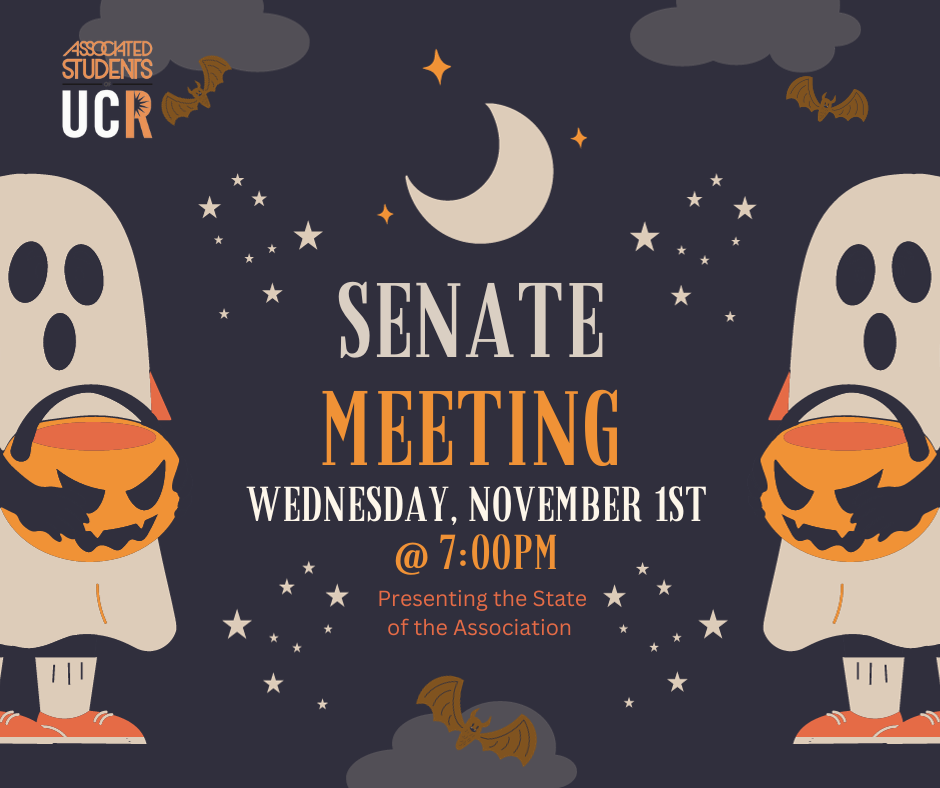 ASSOCIATED
STUDENTS
UCR
SENATE
MEETING
WEDNESDAY, NOVEMBER 1ST
@ 7:00PM
Presenting the State
of the Association